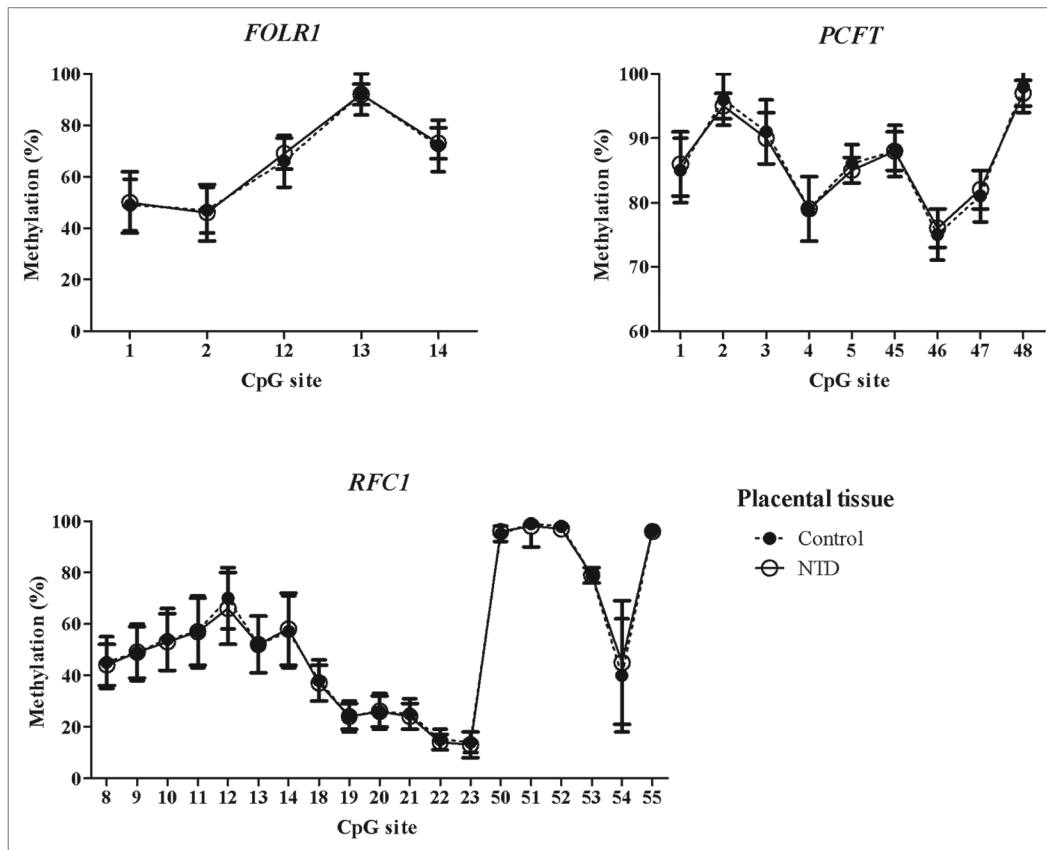 FOLR1
100
80
60
40
20
0
Methylation (%)
1 2 12 13 14
CpG site
PCFT
100
90
80
70
60
Methylation (%)
1 2 3 4 5 45 46 47 48
CpG site
RFC1
100
80
60
40
20
0
Methylation (%)
8 9 10 11 12 13 14 18 19 20 21 22 23 50 51 52 53 54 55
CpG site
Placental tissue
Control
NTD